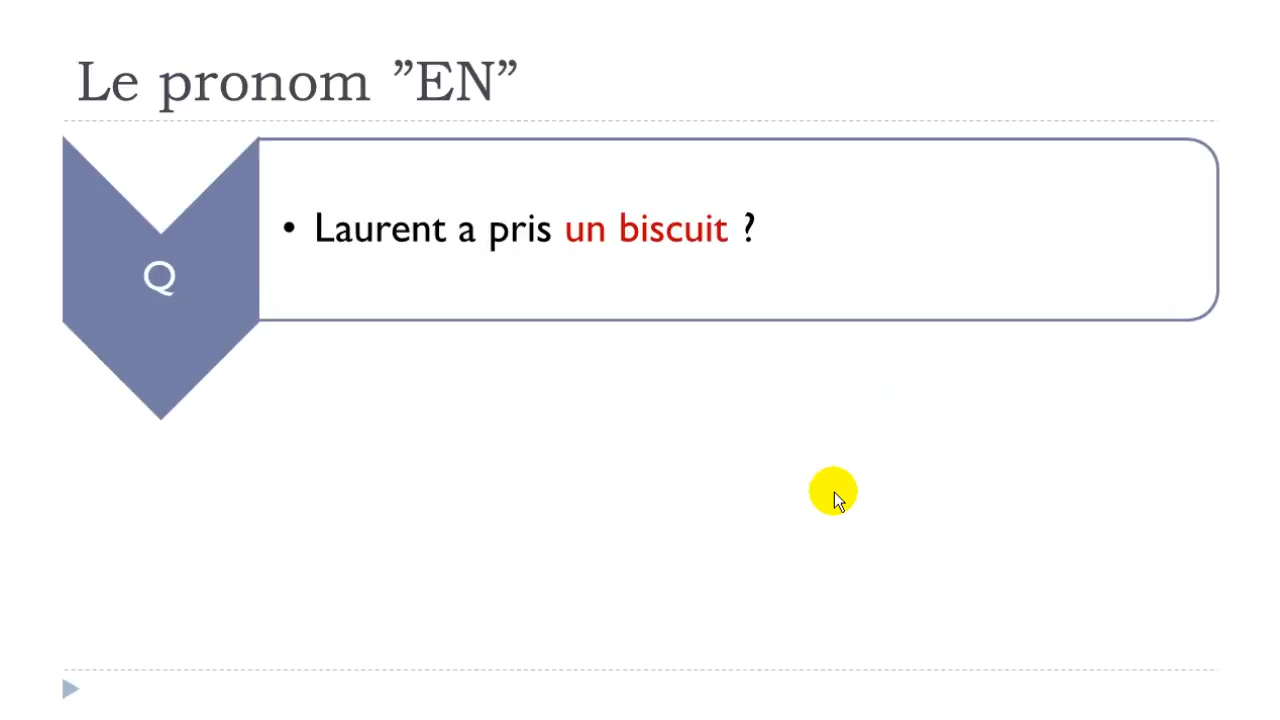 Le pronom ”EN”
Q
• Laurent a pris un biscuit ?